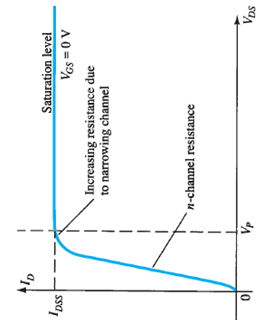 I_D
Saturation level
I_DSS
V_GS = 0 V
Increasing resistance due
to narrowing channel
n-channel resistance
0
V_P
V_DS